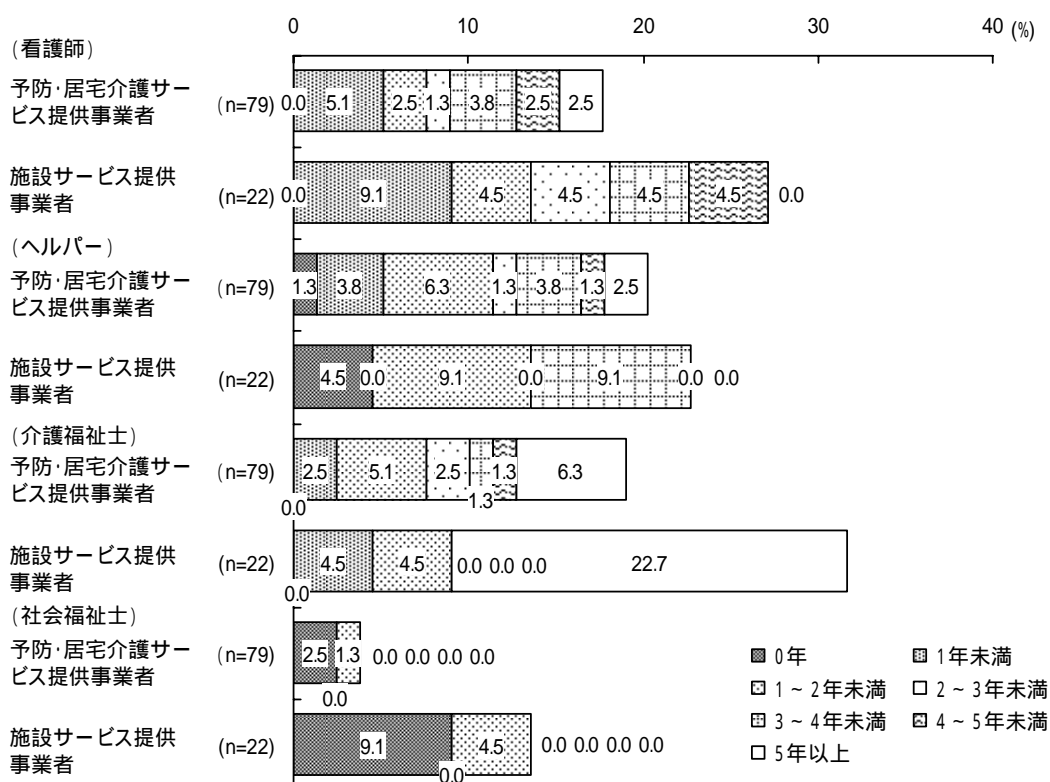 0 10 20 30 40 (%)
(看護師)
予防・居宅介護サー
ビス提供事業者
(n=79)
0.0 5.1 2.5 1.3 3.8 2.5 2.5
施設サービス提供
事業者
(n=22)
0.0 9.1 4.5 4.5 4.5 4.5 0.0
(ヘルパー)
予防・居宅介護サー
ビス提供事業者
(n=79)
1.3 3.8 6.3 1.3 3.8 1.3 2.5
施設サービス提供
事業者
(n=22)
4.5 0.0 9.1 0.0 9.1 0.0 0.0
(介護福祉士)
予防・居宅介護サー
ビス提供事業者
(n=79)
2.5 5.1 2.5 1.3 6.3
0.0 1.3
施設サービス提供
事業者
(n=22)
4.5 4.5 0.0 0.0 0.0 22.7
0.0
(社会福祉士)
予防・居宅介護サー
ビス提供事業者
(n=79)
2.5 1.3 0.0 0.0 0.0 0.0
0.0
施設サービス提供
事業者
(n=22)
9.1 4.5 0.0 0.0 0.0 0.0
0.0
0年 1年未満
1~2年未満 2~3年未満
3~4年未満 4~5年未満
5年以上